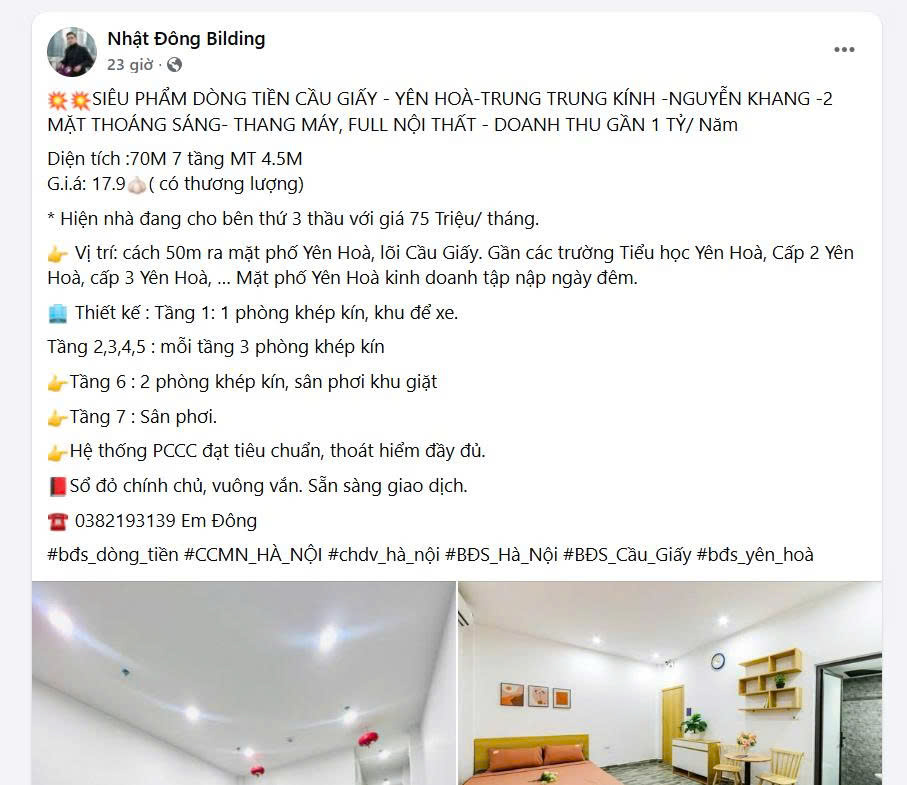 Nhật Đông Bilding
23 giờ ·
💥💥SIÊU PHẨM DÒNG TIỀN CẦU GIẤY - YÊN HOÀ-TRUNG TRUNG KÍNH -NGUYỄN KHANG -2
MẶT THOÁNG SÁNG- THANG MÁY, FULL NỘI THẤT - DOANH THU GẦN 1 TỶ/ Năm
Diện tích :70M 7 tầng MT 4.5M
G.i.á: 17.9🧄( có thương lượng)
* Hiện nhà đang cho bên thứ 3 thầu với giá 75 Triệu/ tháng.
👉 Vị trí: cách 50m ra mặt phố Yên Hoà, lõi Cầu Giấy. Gần các trường Tiểu học Yên Hoà, Cấp 2 Yên
Hoà, cấp 3 Yên Hoà, ... Mặt phố Yên Hoà kinh doanh tập nập ngày đêm.
Thiết kế : Tầng 1: 1 phòng khép kín, khu để xe.
Tầng 2,3,4,5 : mỗi tầng 3 phòng khép kín
👉Tầng 6 : 2 phòng khép kín, sân phơi khu giặt
👉Tầng 7 : Sân phơi.
👉Hệ thống PCCC đạt tiêu chuẩn, thoát hiểm đầy đủ.
📕Sổ đỏ chính chủ, vuông vắn. Sẵn sàng giao dịch.
☎️ 0382193139 Em Đông
#bđs_dòng_tiền #CCMN_HÀ_NỘI #chdv_hà_nội #BĐS_Hà_Nội #BĐS_Cầu_Giấy #bđs_yên_hoà